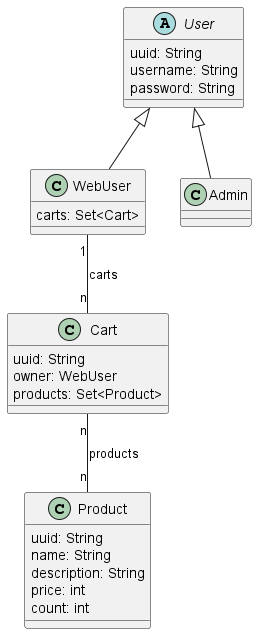 A User
uuid: String
username: String
password: String
C WebUser
carts: Set<Cart>
C Admin
1
carts
n
C Cart
uuid: String
owner: WebUser
products: Set<Product>
n
products
n
C Product
uuid: String
name: String
description: String
price: int
count: int